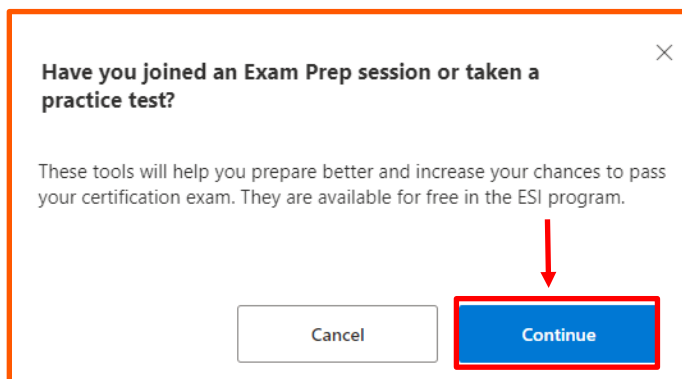 Have you joined an Exam Prep session or taken a
practice test?
These tools will help you prepare better and increase your chances to pass
your certification exam. They are available for free in the ESI program.
Cancel
Continue